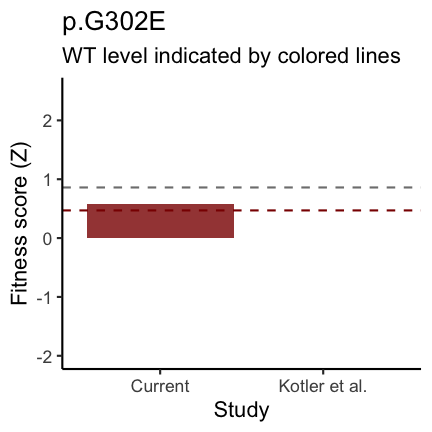 p.G302E
WT level indicated by colored lines
Fitness score (Z)
2
1
0
-1
-2
Current
Kotler et al.
Study